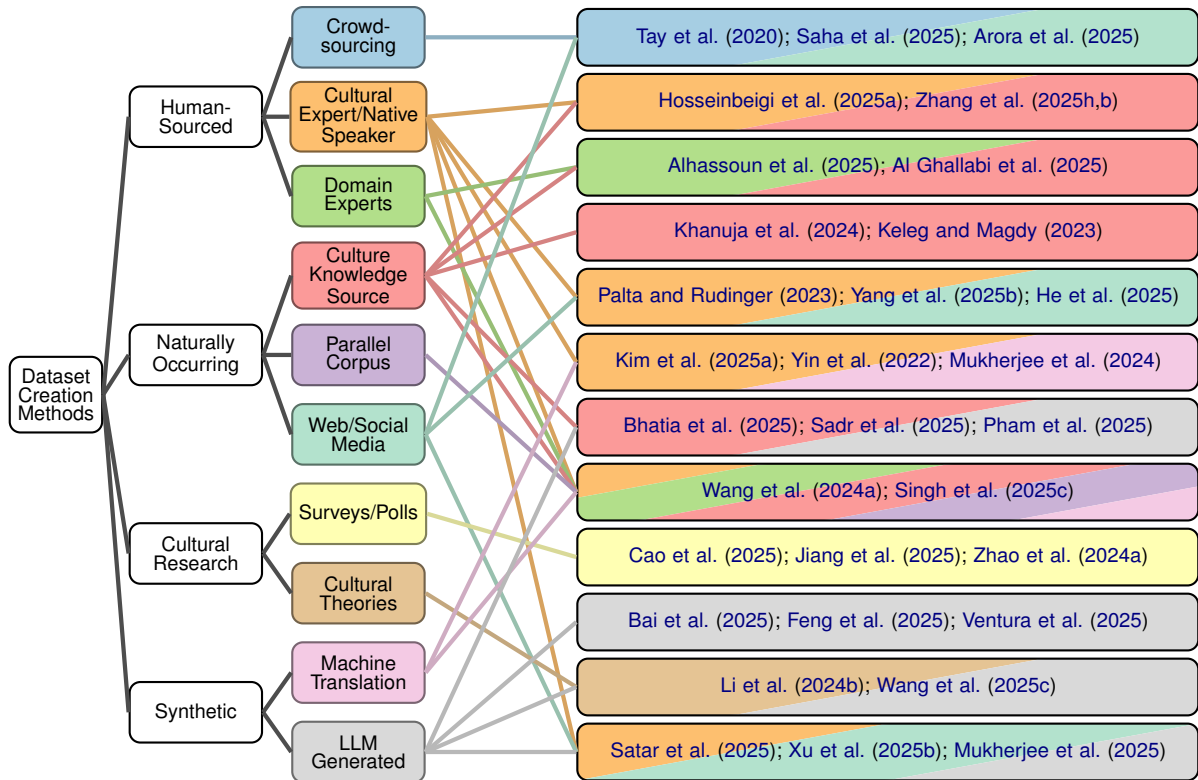 Dataset
Creation
Methods
Human-
Sourced
Naturally
Occurring
Cultural
Research
Synthetic
Crowd-
sourcing
Cultural
Expert/Native
Speaker
Domain
Experts
Culture
Knowledge
Source
Parallel
Corpus
Web/Social
Media
Surveys/Polls
Cultural
Theories
Machine
Translation
LLM
Generated
Tay et al. (2020); Saha et al. (2025); Arora et al. (2025)
Hosseinbeigi et al. (2025a); Zhang et al. (2025h,b)
Alhassoun et al. (2025); Al Ghallabi et al. (2025)
Khanuja et al. (2024); Keleg and Magdy (2023)
Palta and Rudinger (2023); Yang et al. (2025b); He et al. (2025)
Kim et al. (2025a); Yin et al. (2022); Mukherjee et al. (2024)
Bhatia et al. (2025); Sadr et al. (2025); Pham et al. (2025)
Wang et al. (2024a); Singh et al. (2025c)
Cao et al. (2025); Jiang et al. (2025); Zhao et al. (2024a)
Bai et al. (2025); Feng et al. (2025); Ventura et al. (2025)
Li et al. (2024b); Wang et al. (2025c)
Satar et al. (2025); Xu et al. (2025b); Mukherjee et al. (2025)